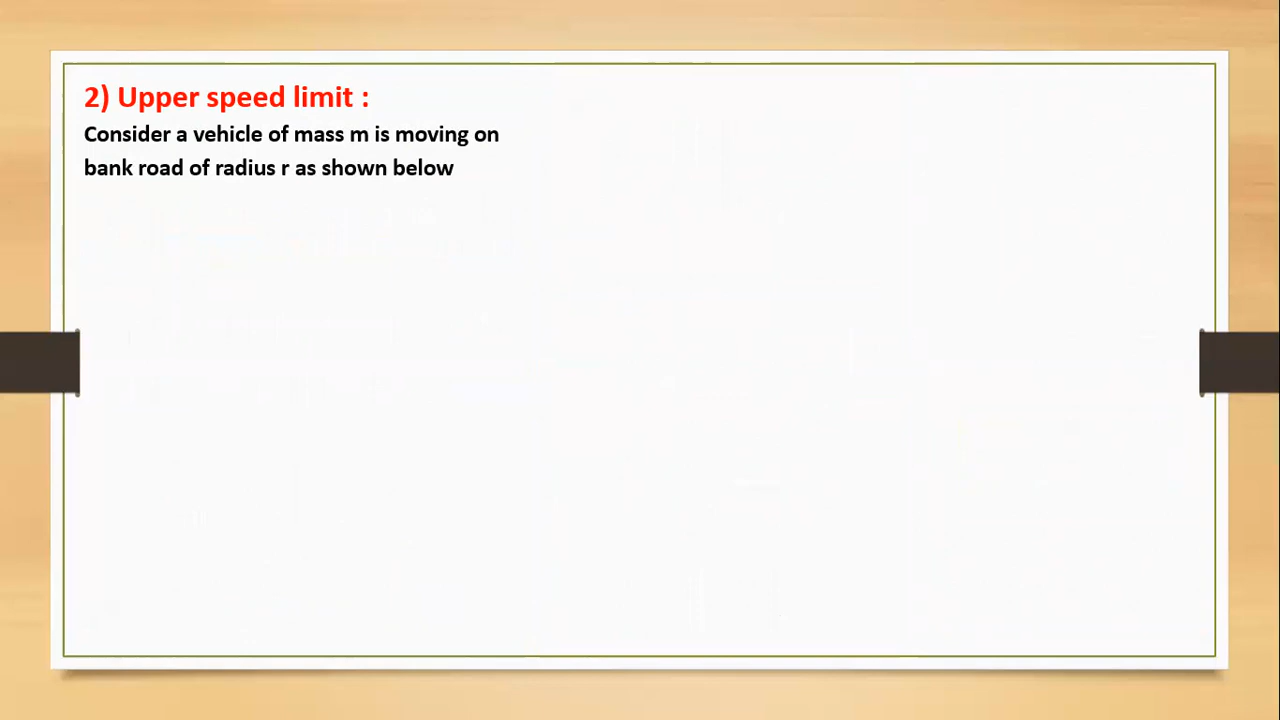 2) Upper speed limit :
Consider a vehicle of mass m is moving on
bank road of radius r as shown below